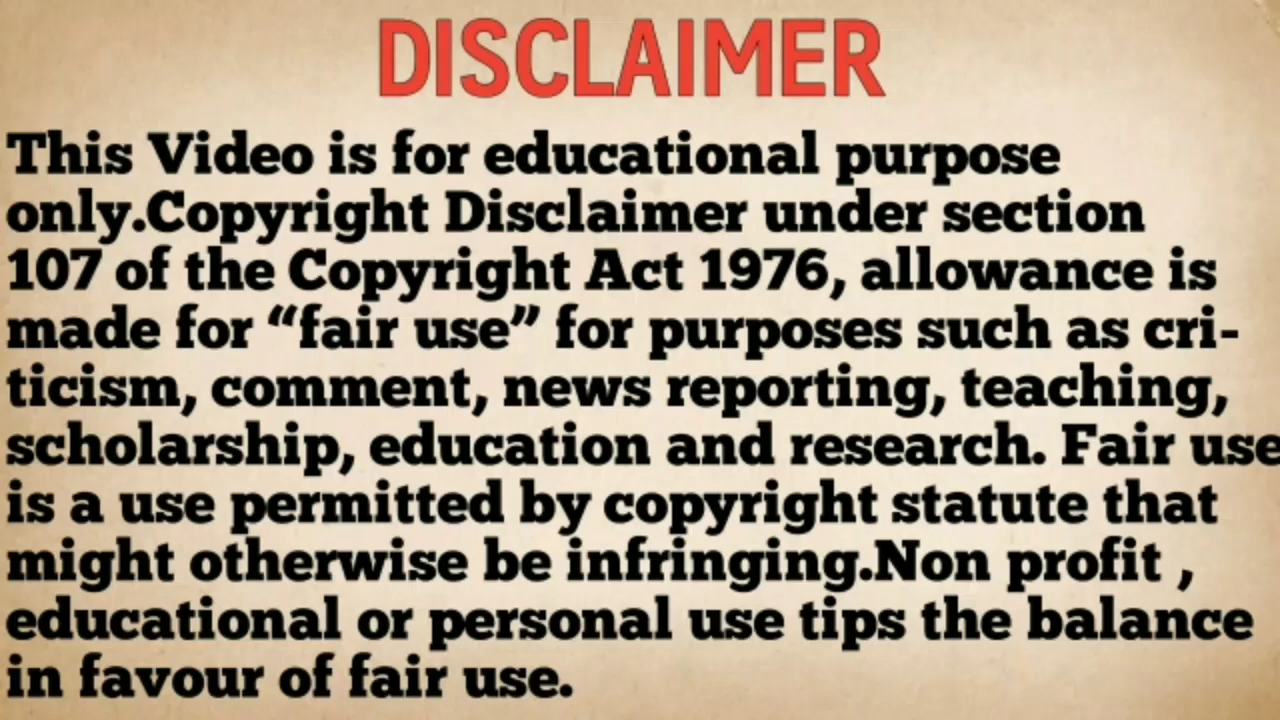 DISCLAIMER
This Video is for educational purpose
only.Copyright Disclaimer under section
107 of the Copyright Act 1976, allowance is
made for “fair use” for purposes such as cri-
ticism, comment, news reporting, teaching,
scholarship, education and research. Fair use
is a use permitted by copyright statute that
might otherwise be infringing.Non profit ,
educational or personal use tips the balance
in favour of fair use.